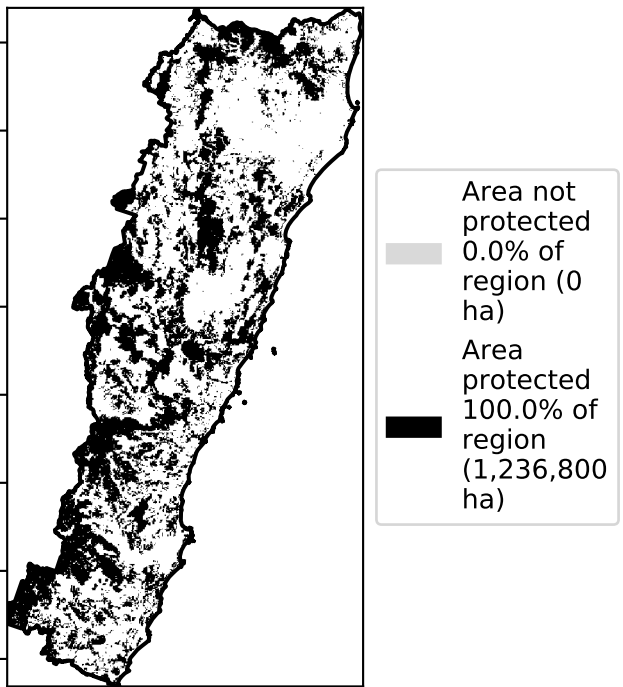 Area not
protected
0.0% of
region (0
ha)
Area
protected
100.0% of
region
(1,236,800
ha)